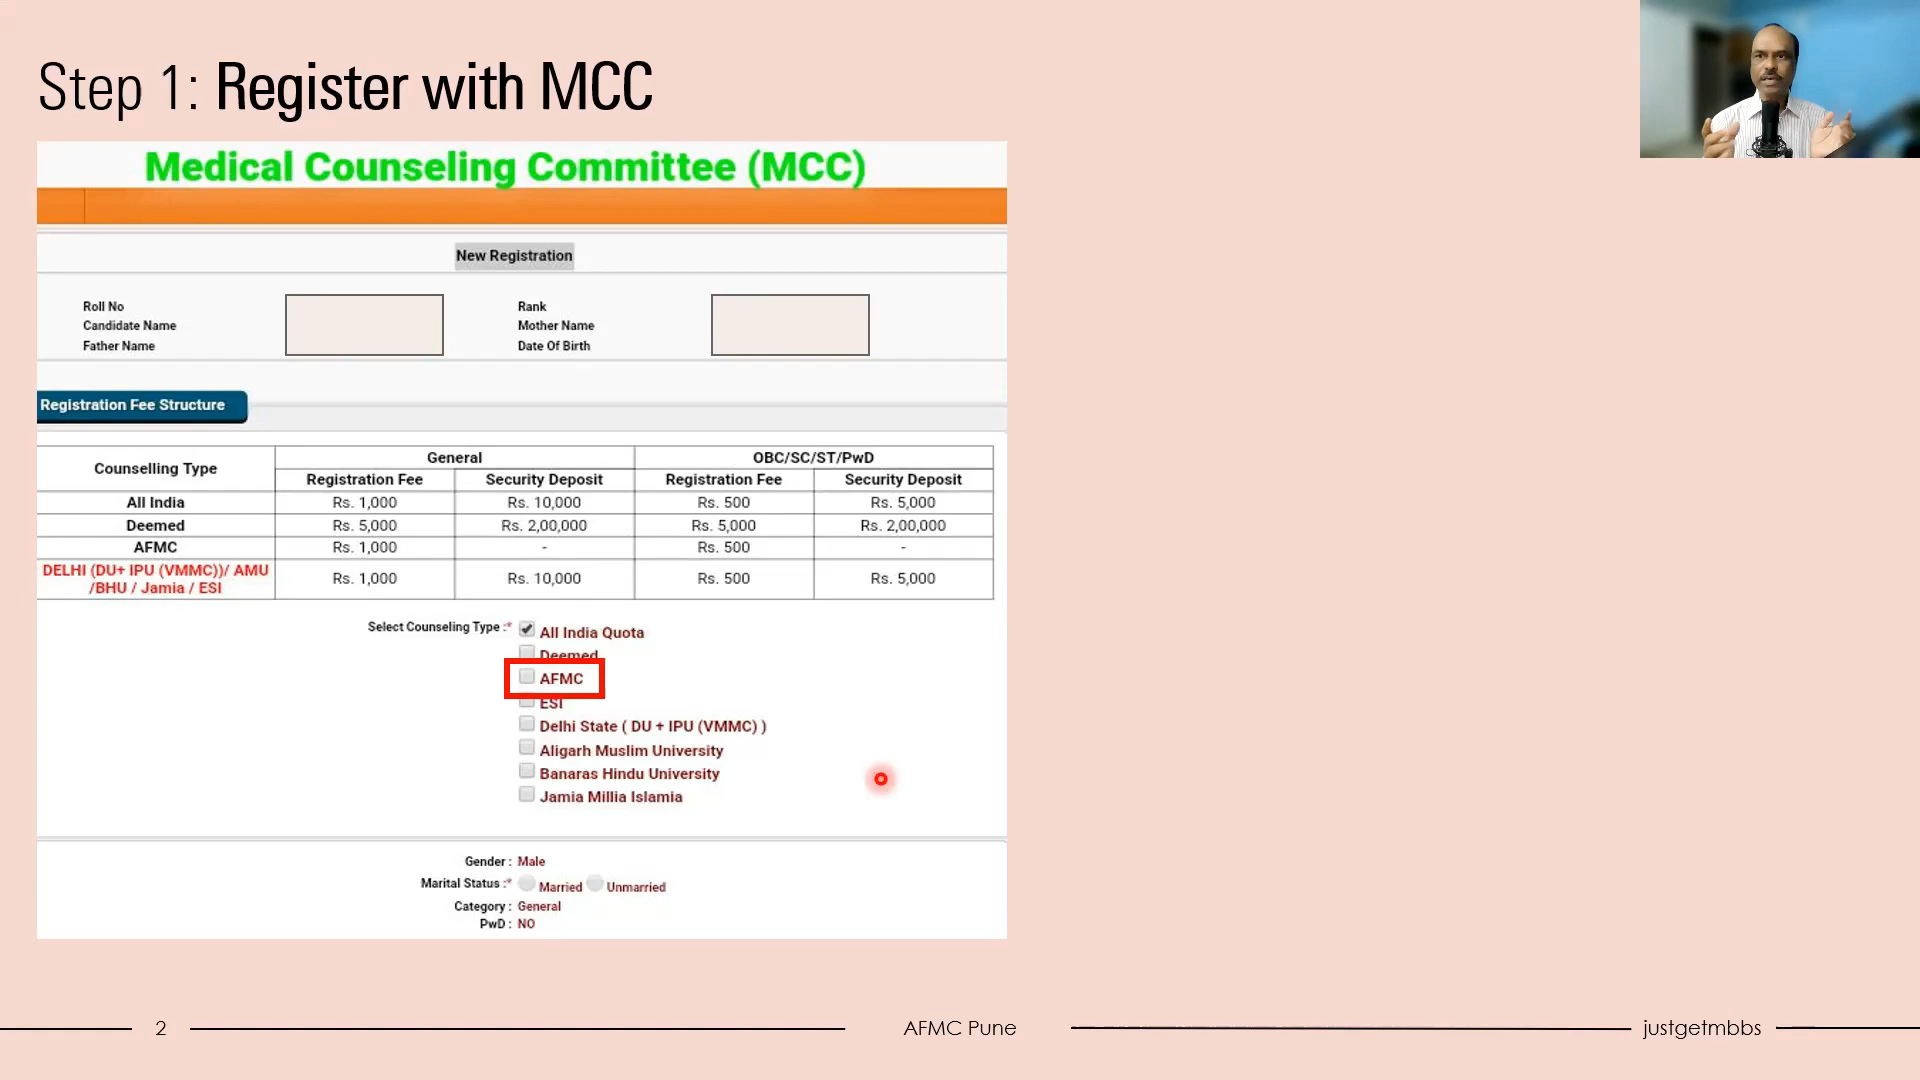 Step 1: Register with MCC
Medical Counseling Committee (MCC)
New Registration
Roll No
Rank
Candidate Name
Mother Name
Father Name
Date Of Birth
Registration Fee Structure
Counselling Type General OBC/SC/ST/PwD
Registration Fee Security Deposit Registration Fee Security Deposit
All India Rs. 1,000 Rs. 10,000 Rs. 500 Rs. 5,000
Deemed Rs. 5,000 Rs. 2,00,000 Rs. 5,000 Rs. 2,00,000
AFMC Rs. 1,000 - Rs. 500 -
DELHI (DU+ IPU (VMMC))/ AMU
/BHU / Jamia / ESI Rs. 1,000 Rs. 10,000 Rs. 500 Rs. 5,000
Select Counseling Type :* All India Quota
Deemed
AFMC
ESI
Delhi State ( DU + IPU (VMMC) )
Aligarh Muslim University
Banaras Hindu University
Jamia Millia Islamia
Gender : Male
Marital Status :* Married Unmarried
Category : General
PwD : NO
2 AFMC Pune justgetmbbs